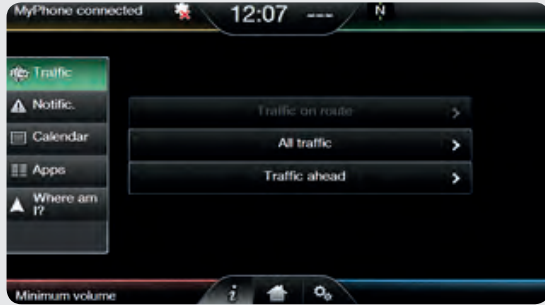 MyPhone connected 12:07 --- N
Traffic
Notific.
Calendar
Apps
Where am
I?
Traffic on route
All traffic
Traffic ahead
Minimum volume i